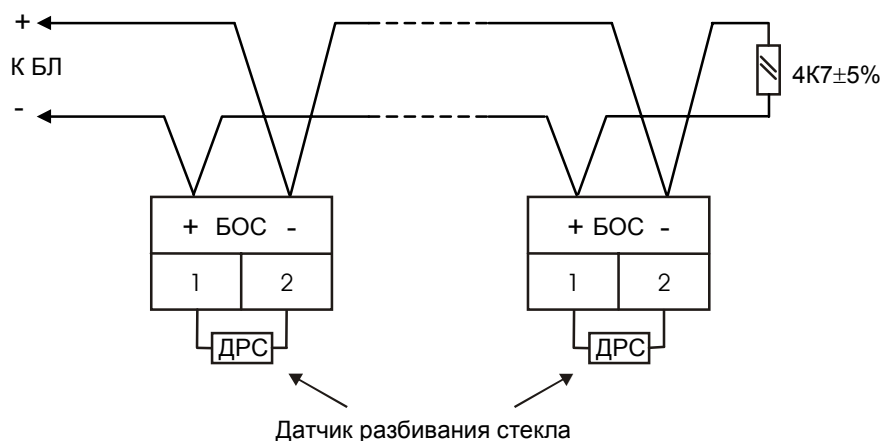 +
К БЛ
-
4К7±5%
+ БОС -
+ БОС -
1 2
1 2
ДРС
ДРС
Датчик разбивания стекла